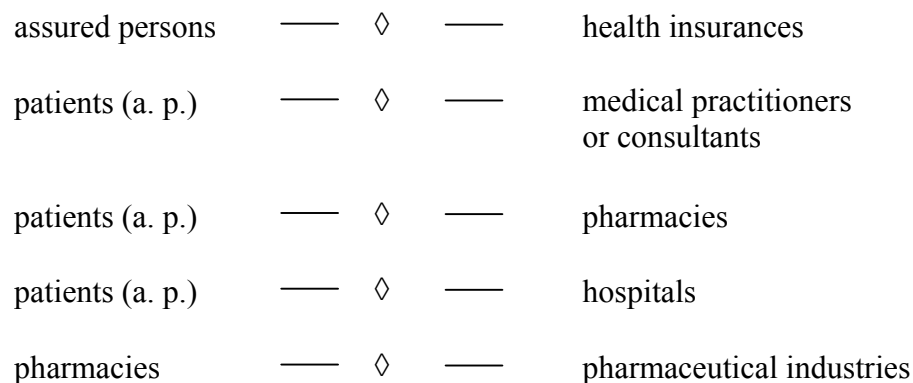 assured persons —— ◊ —— health insurances
patients (a. p.) —— ◊ —— medical practitioners
or consultants
patients (a. p.) —— ◊ —— pharmacies
patients (a. p.) —— ◊ —— hospitals
pharmacies —— ◊ —— pharmaceutical industries